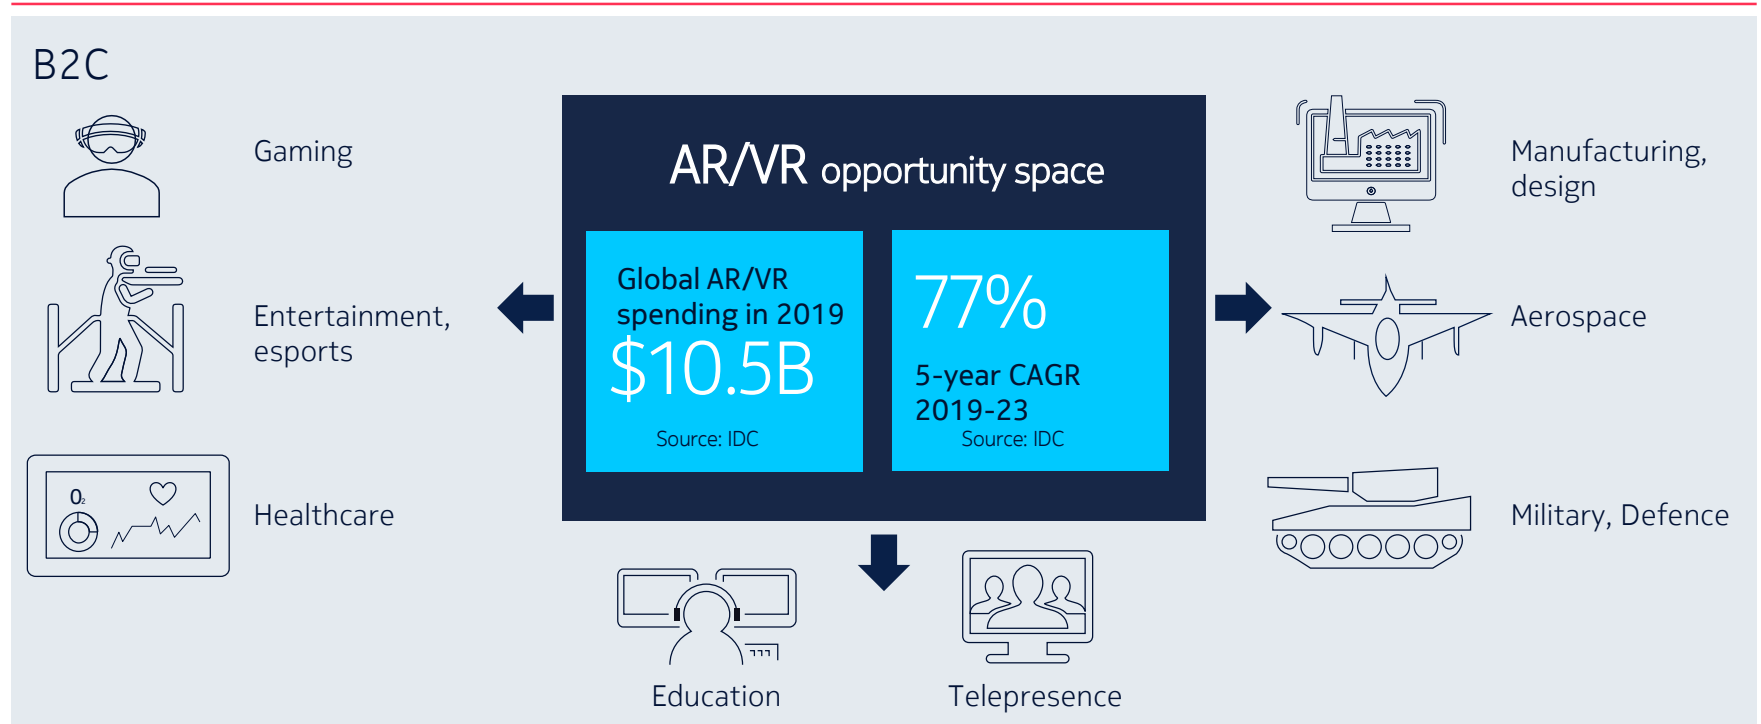 B2C
Gaming
Entertainment,
esports
Healthcare
AR/VR opportunity space
Global AR/VR
spending in 2019
$10.5B
Source: IDC
77%
5-year CAGR
2019-23
Source: IDC
Manufacturing,
design
Aerospace
Military, Defence
O₂
Education
Telepresence